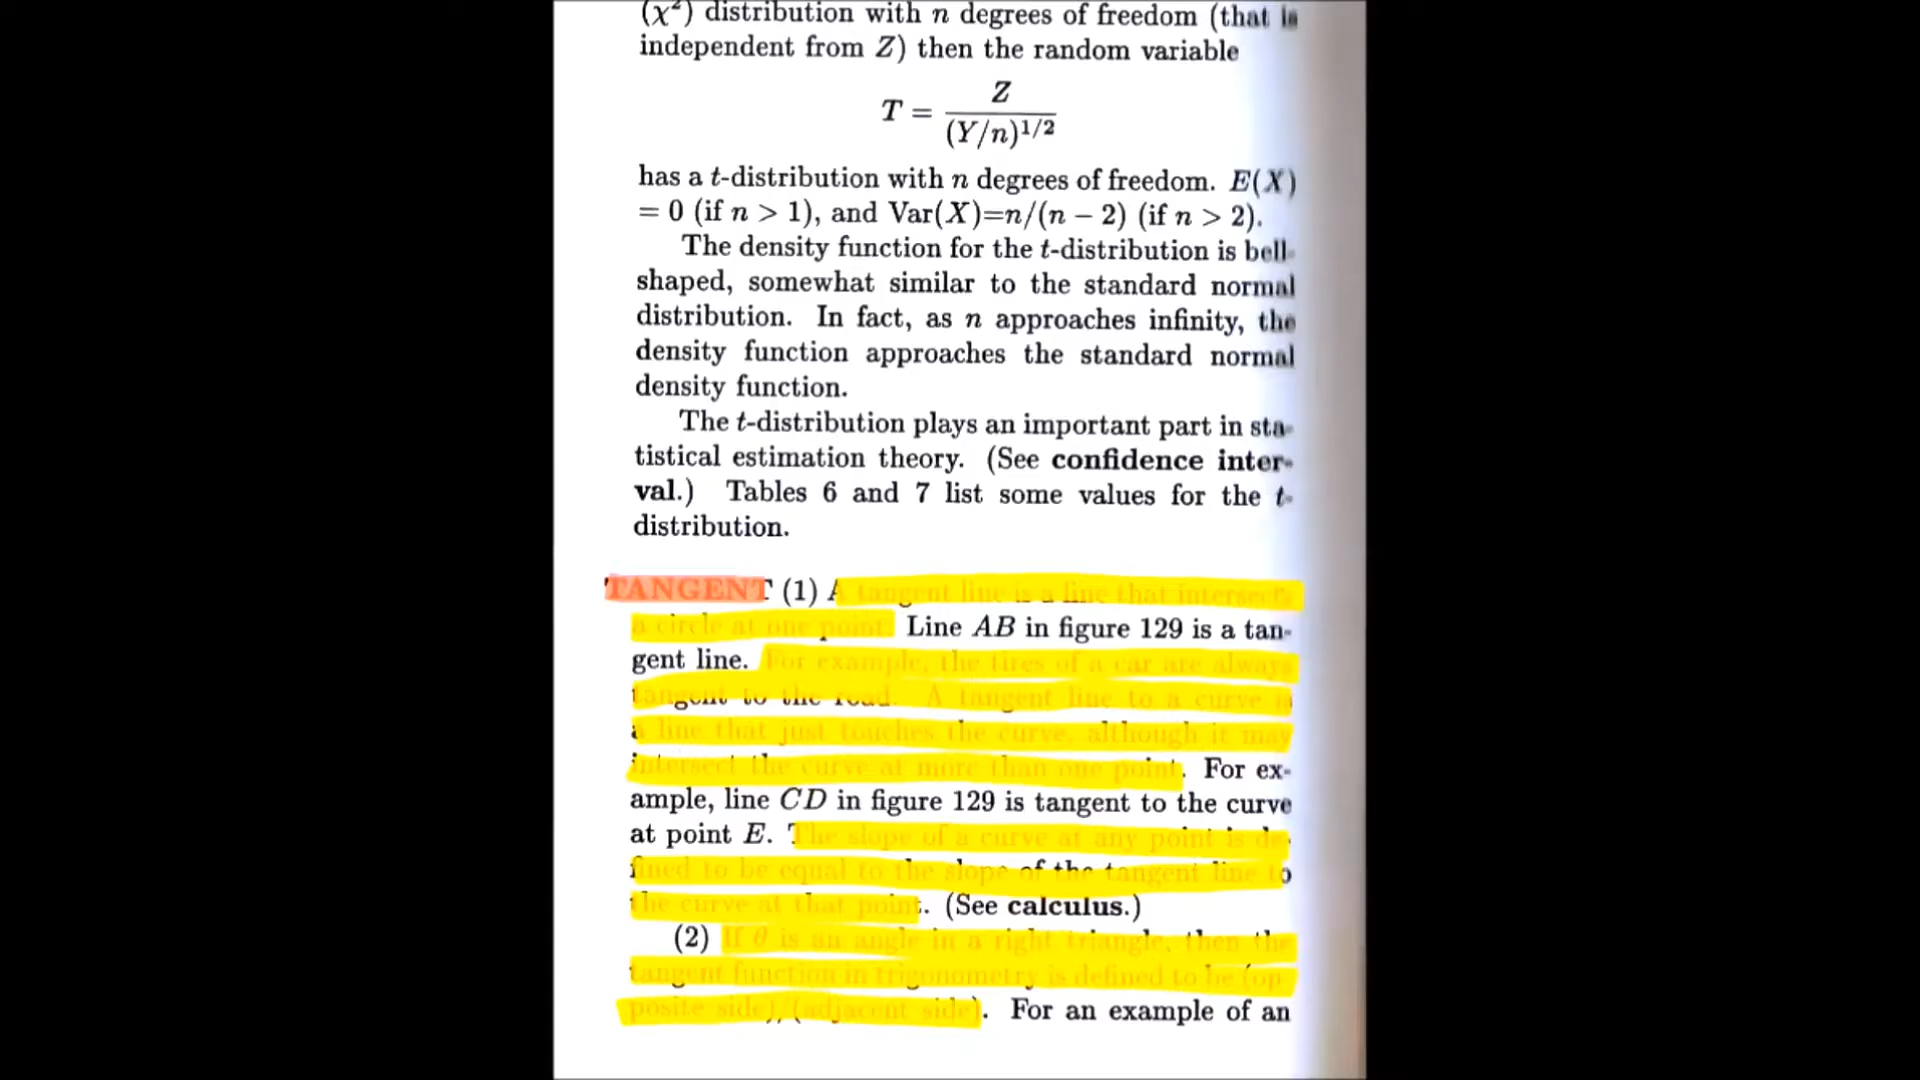 (χ²) distribution with n degrees of freedom (that is
independent from Z) then the random variable
T = Z / (Y/n)^1/2
has a t-distribution with n degrees of freedom. E(X)
= 0 (if n > 1), and Var(X)=n/(n − 2) (if n > 2).
The density function for the t-distribution is bell-
shaped, somewhat similar to the standard normal
distribution. In fact, as n approaches infinity, the
density function approaches the standard normal
density function.
The t-distribution plays an important part in sta-
tistical estimation theory. (See confidence inter-
val.) Tables 6 and 7 list some values for the t-
distribution.
TANGENT (1) A tangent line is a line that intersects
a circle at one point. Line AB in figure 129 is a tan-
gent line. For example, the tires of a car are always
tangent to the road. A tangent line to a curve is
a line that just touches the curve, although it may
intersect the curve at more than one point. For ex-
ample, line CD in figure 129 is tangent to the curve
at point E. The slope of a curve at any point is de-
fined to be equal to the slope of the tangent line to
the curve at that point. (See calculus.)
(2) If θ is an angle in a right triangle, then the
tangent function in trigonometry is defined to be (op-
posite side)/(adjacent side). For an example of an